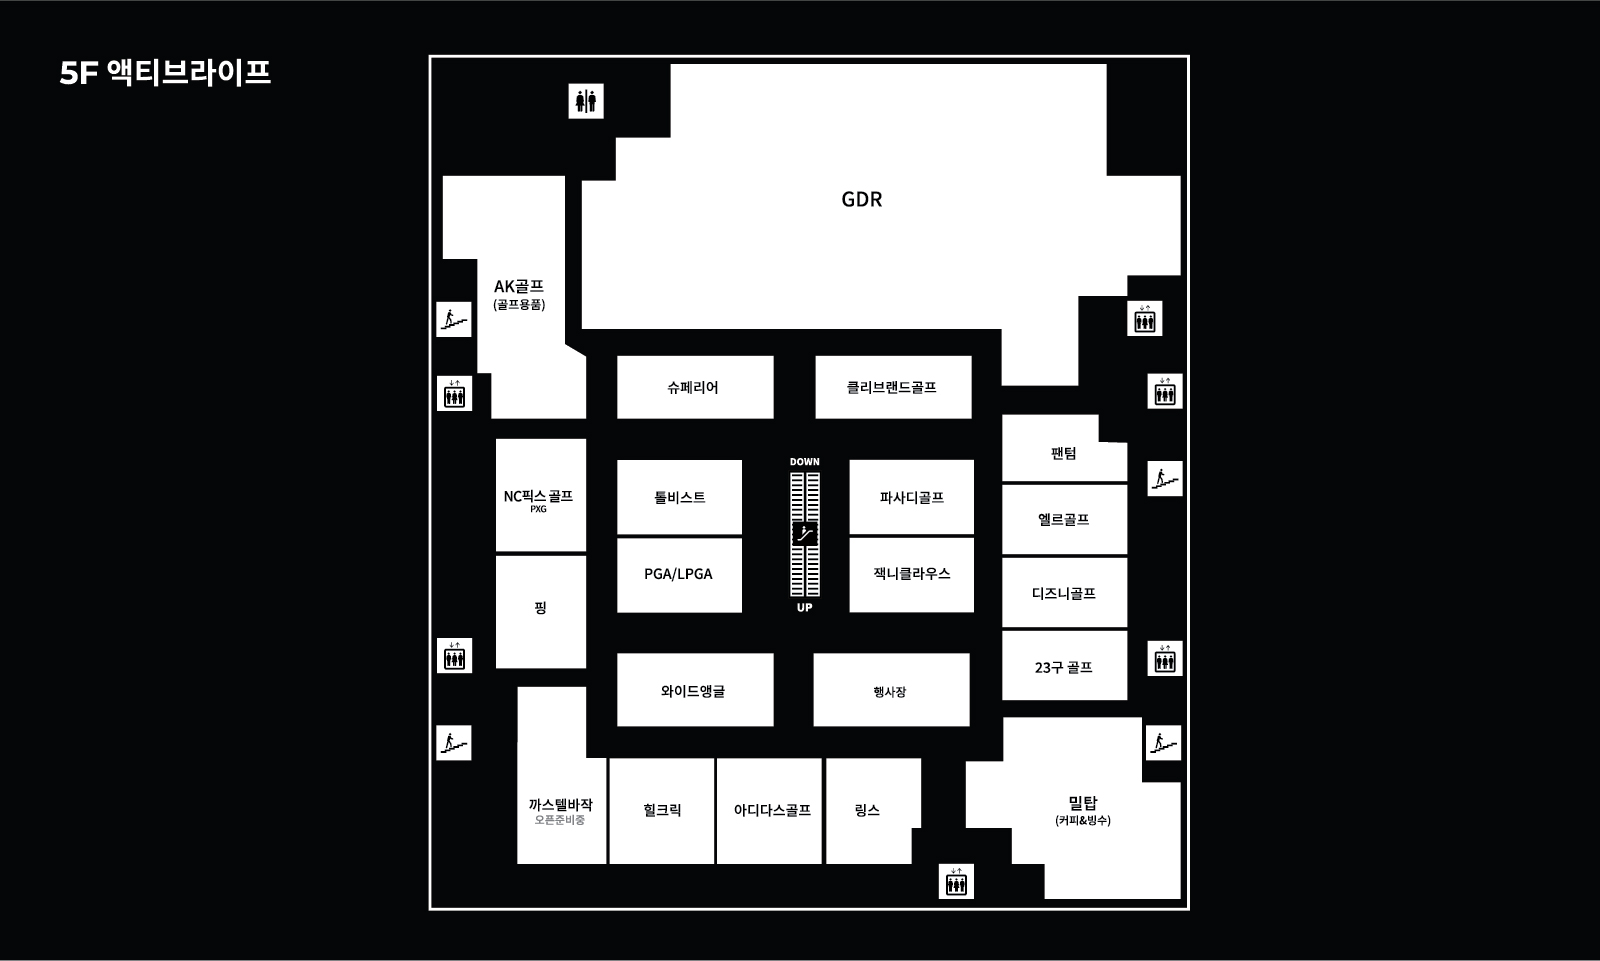 5F 액티브라이프
GDR
AK골프
(골프용품)
슈페리어
클리브랜드골프
팬텀
DOWN
NC픽스 골프
PXG
톨비스트
파사디골프
엘르골프
PGA/LPGA
잭니클라우스
디즈니골프
핑
UP
23구 골프
와이드앵글
행사장
까스텔바작
오픈준비중
힐크릭
아디다스골프
링스
밀탑
(커피&빙수)